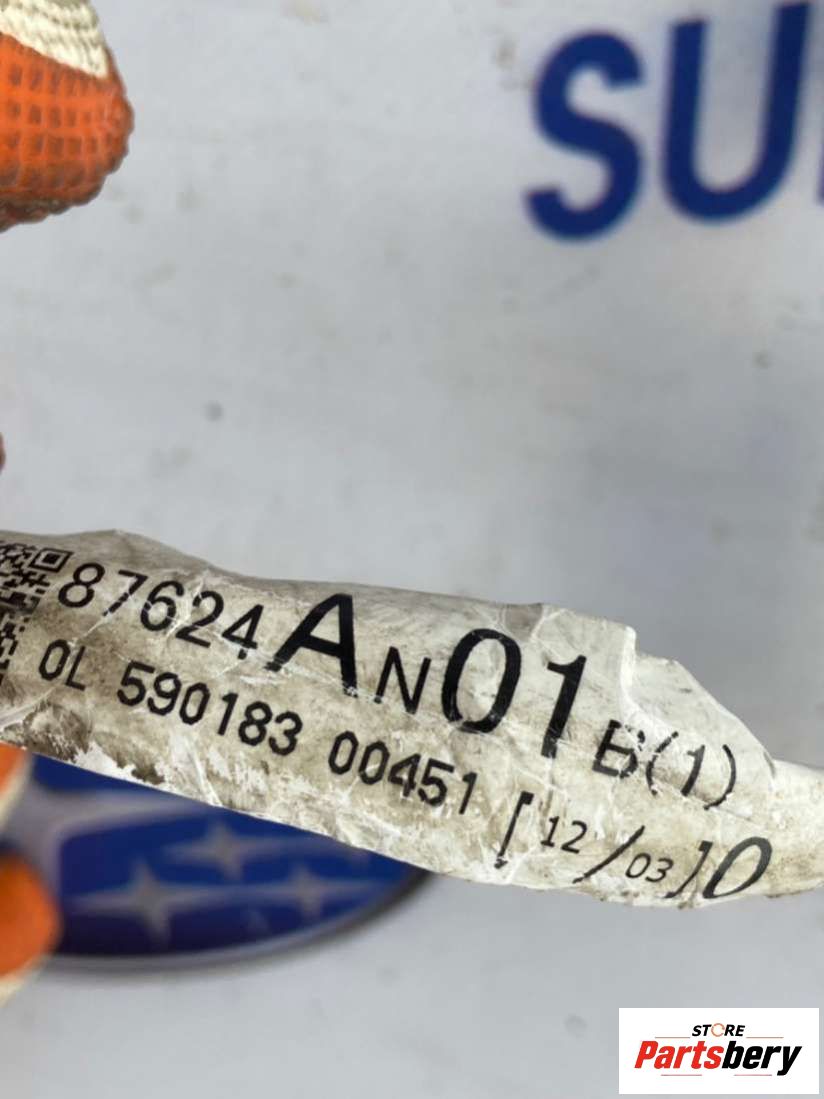 SU
87624AN01B(1)
0L 590183 00451 [12/03]0
STORE
Partsbery